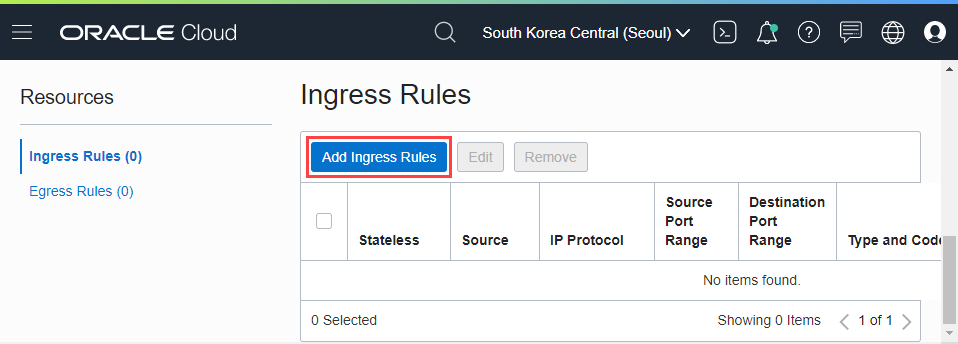 ORACLE Cloud
South Korea Central (Seoul)
Resources
Ingress Rules (0)
Egress Rules (0)
Ingress Rules
Add Ingress Rules Edit Remove
Stateless Source IP Protocol Source Port Range Destination Port Range Type and Code
No items found.
0 Selected Showing 0 Items 1 of 1